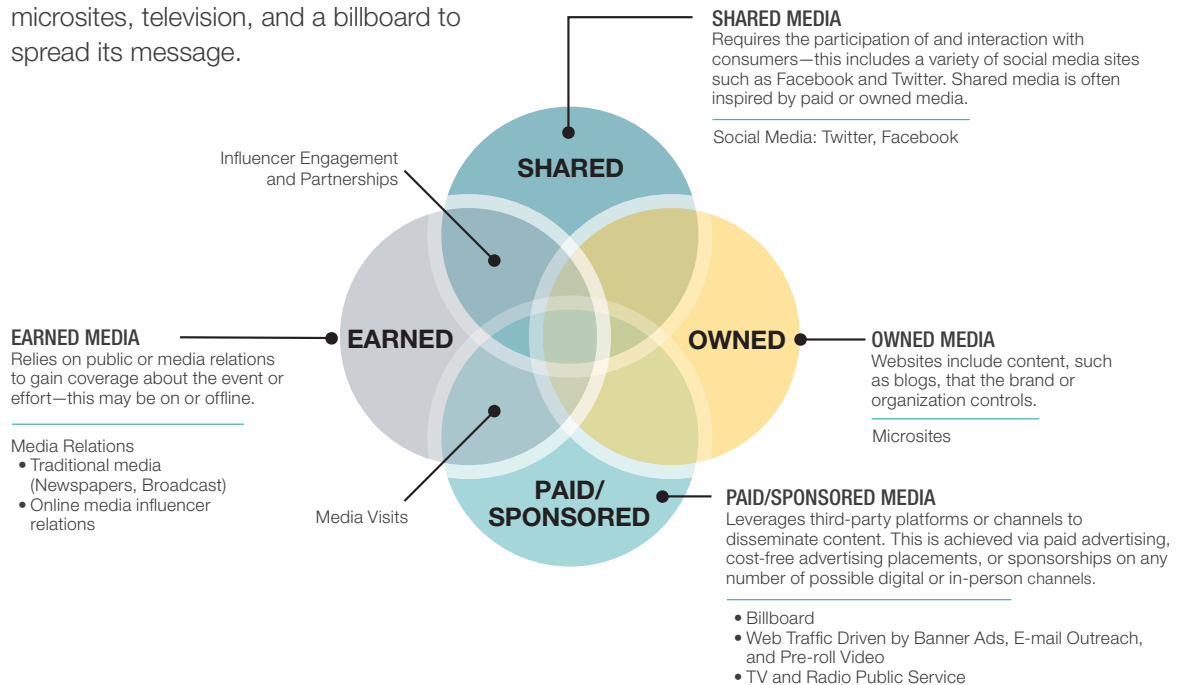 microsites, television, and a billboard to
spread its message.
SHARED MEDIA
Requires the participation of and interaction with
consumers—this includes a variety of social media sites
such as Facebook and Twitter. Shared media is often
inspired by paid or owned media.
Social Media: Twitter, Facebook
Influencer Engagement
and Partnerships
SHARED
EARNED
OWNED
PAID/
SPONSORED
EARNED MEDIA
Relies on public or media relations
to gain coverage about the event or
effort—this may be on or offline.
Media Relations
• Traditional media
(Newspapers, Broadcast)
• Online media influencer
relations
Media Visits
OWNED MEDIA
Websites include content, such
as blogs, that the brand or
organization controls.
Microsites
PAID/SPONSORED MEDIA
Leverages third-party platforms or channels to
disseminate content. This is achieved via paid advertising,
cost-free advertising placements, or sponsorships on any
number of possible digital or in-person channels.
• Billboard
• Web Traffic Driven by Banner Ads, E-mail Outreach,
and Pre-roll Video
• TV and Radio Public Service